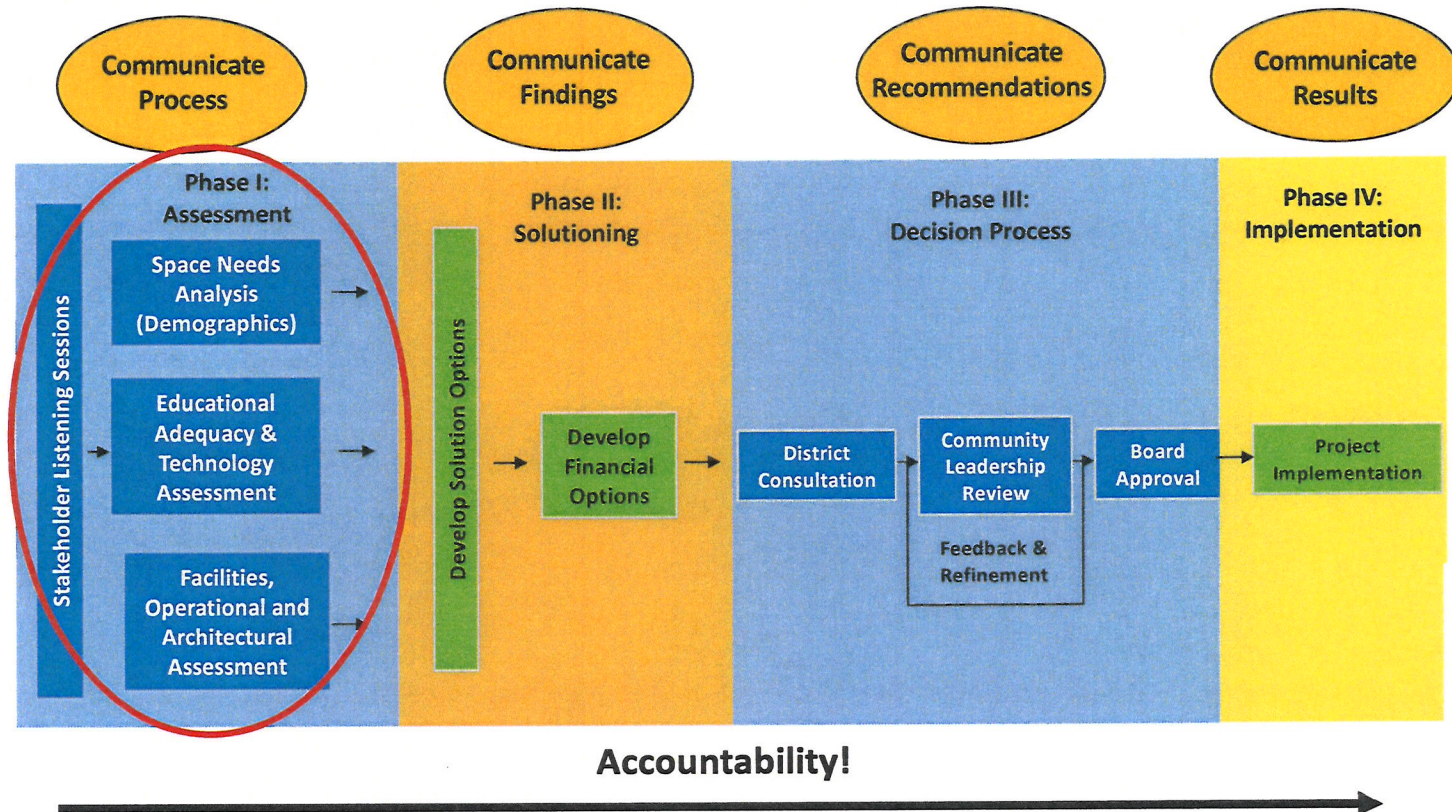 Communicate
Process
Communicate
Findings
Communicate
Recommendations
Communicate
Results
Phase I:
Assessment
Stakeholder Listening Sessions
Space Needs
Analysis
(Demographics)
Educational
Adequacy &
Technology
Assessment
Facilities,
Operational and
Architectural
Assessment
Phase II:
Solutioning
Develop Solution Options
Develop
Financial
Options
Phase III:
Decision Process
District
Consultation
Community
Leadership
Review
Board
Approval
Feedback &
Refinement
Phase IV:
Implementation
Project
Implementation
Accountability!